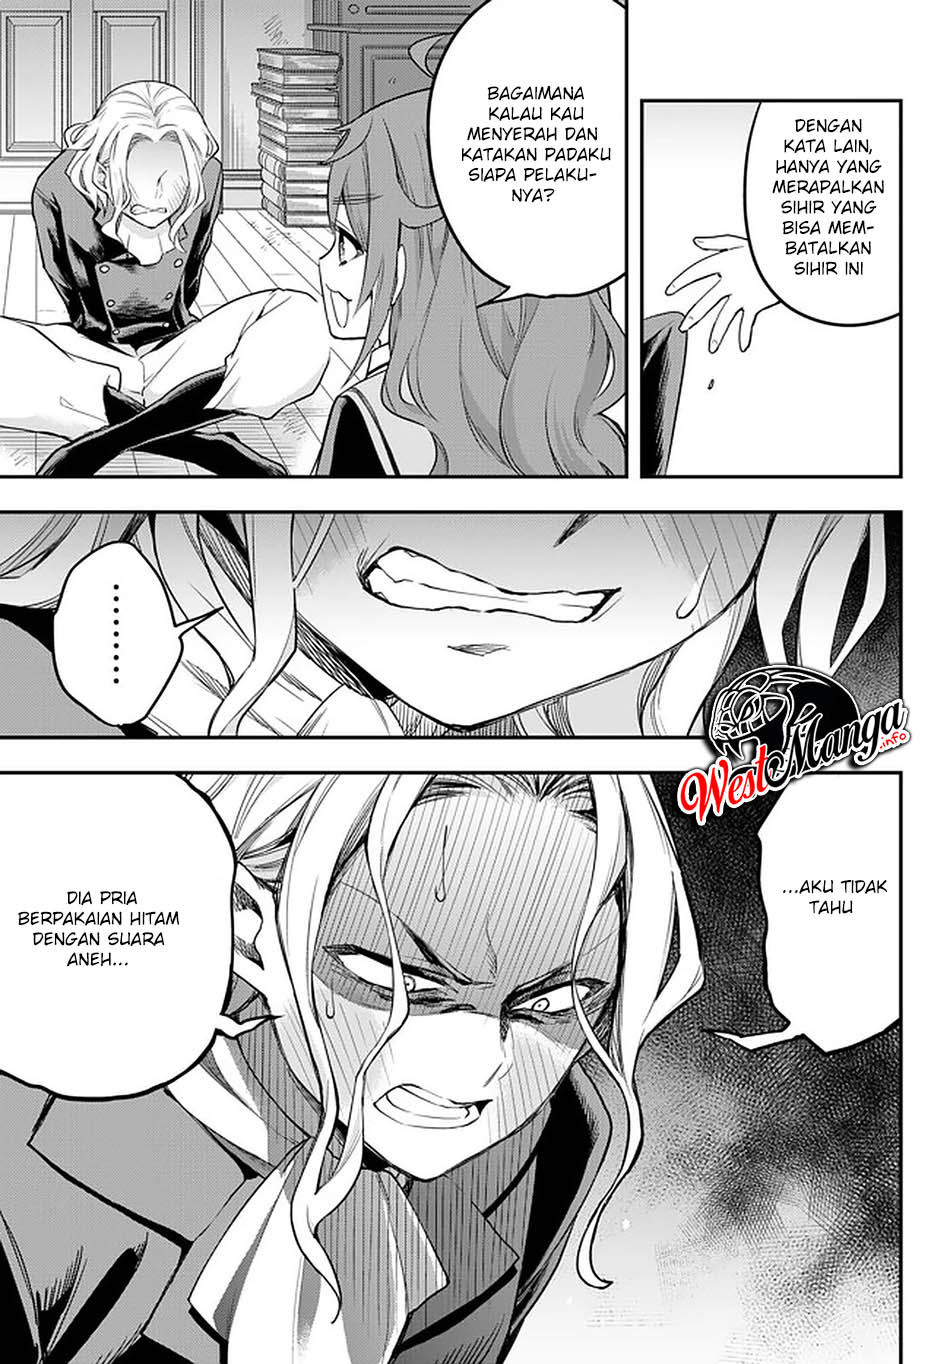 DENGAN
KATA LAIN,
HANYA YANG
MERAPALKAN
SIHIR YANG
BISA MEM-
BATALKAN
SIHIR INI
BAGAIMANA
KALAU KAU
MENYERAH DAN
KATAKAN PADAKU
SIAPA PELAKU-
NYA?
.........
WestManga
.info
...AKU TIDAK
TAHU
DIA PRIA
BERPAKAIAN HITAM
DENGAN SUARA
ANEH...